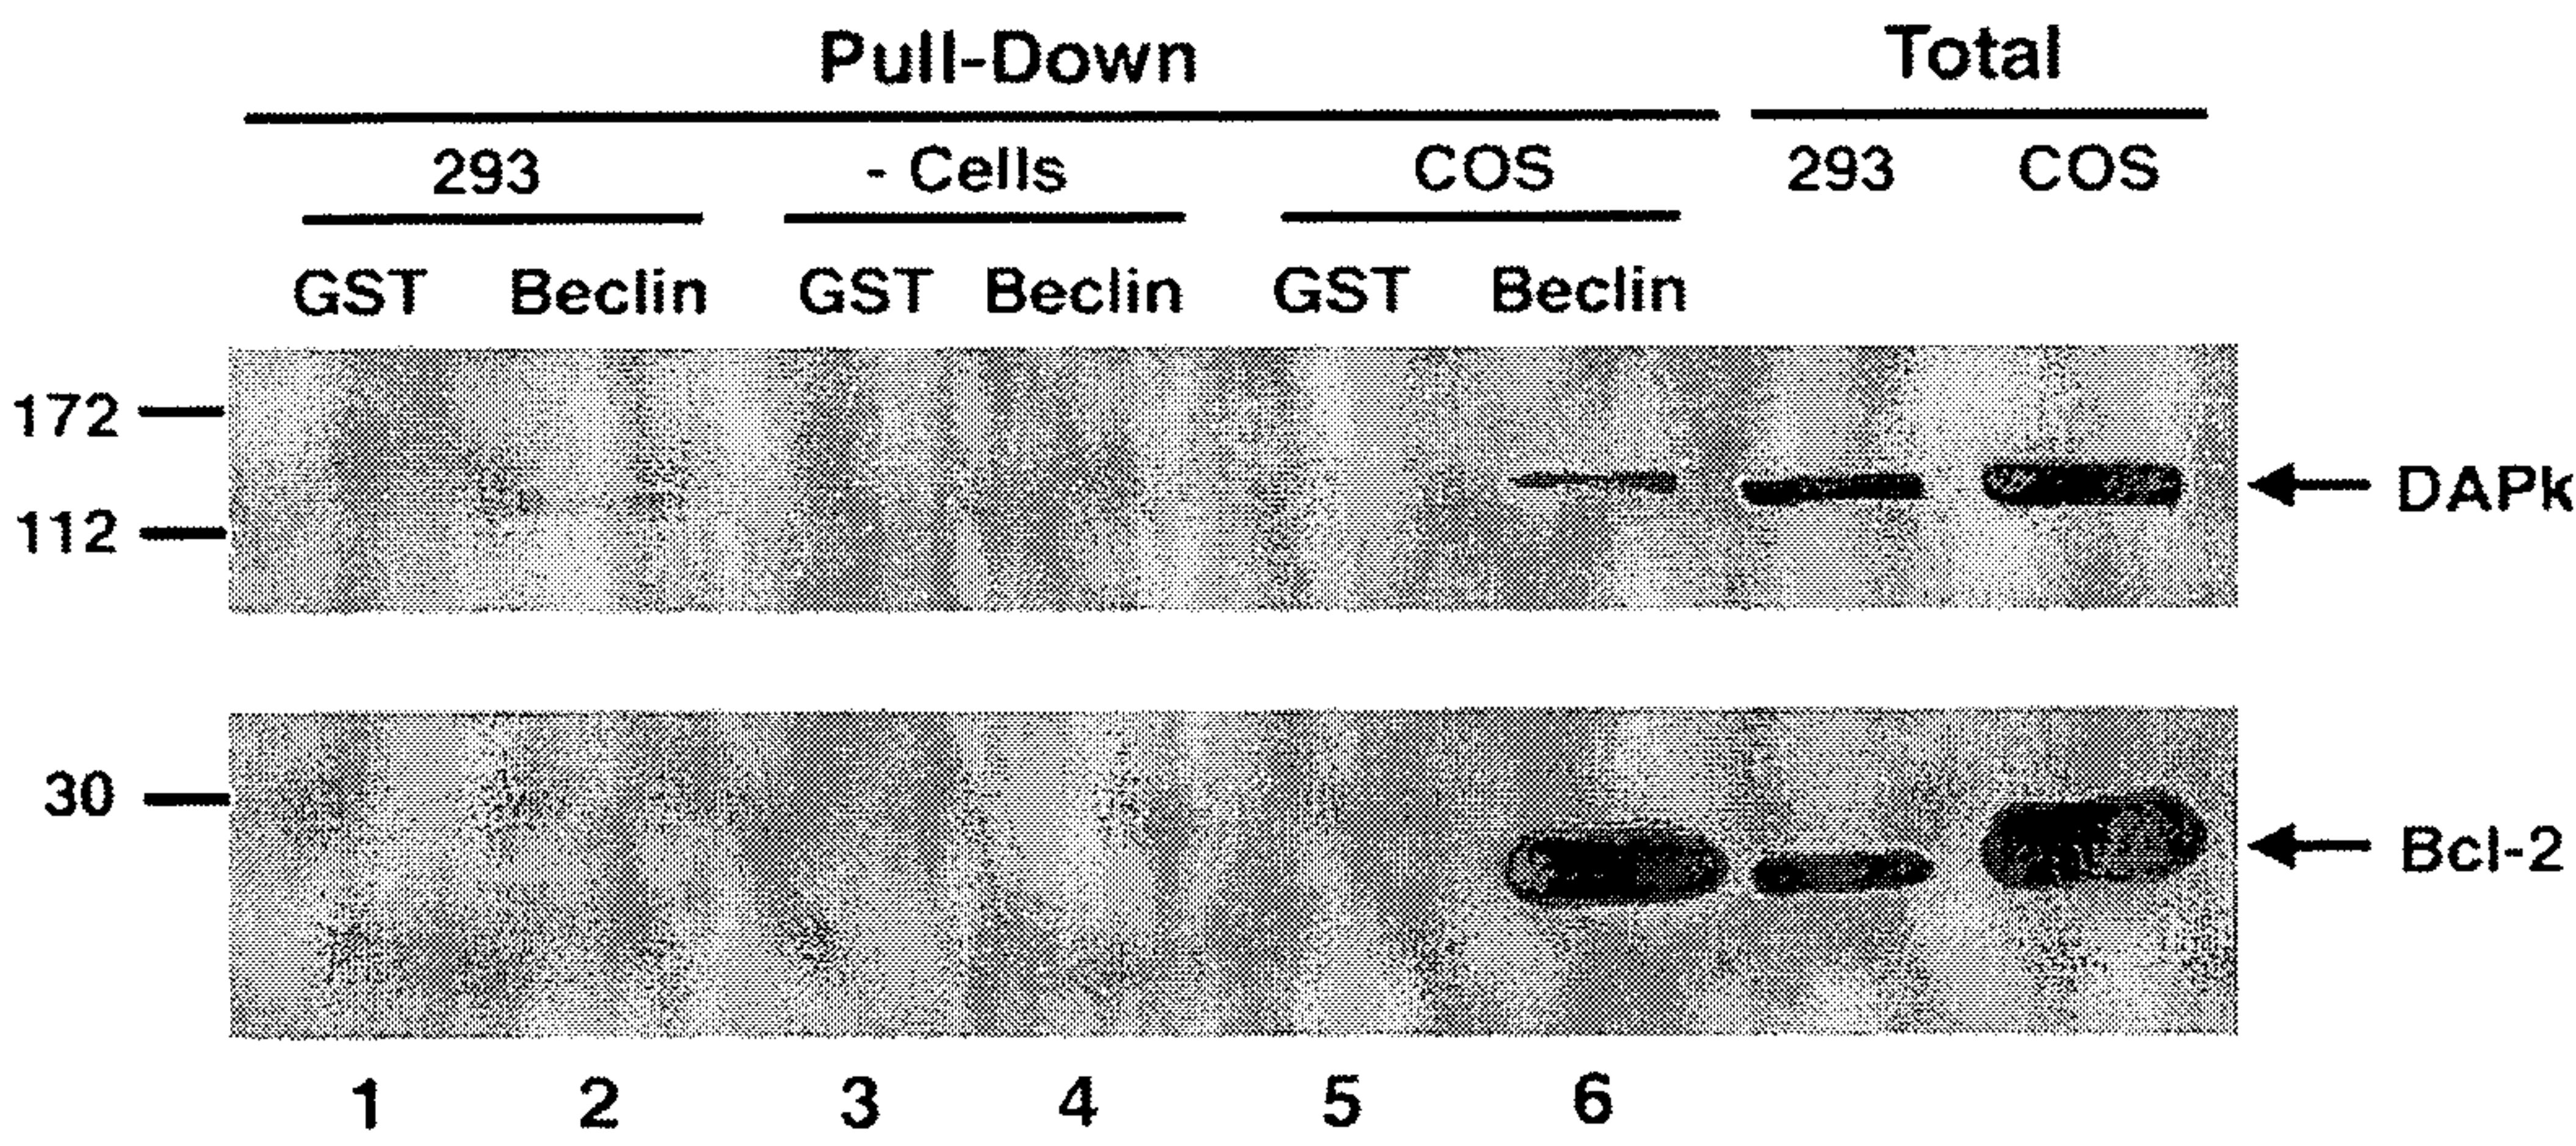 Pull-Down Total
293 - Cells COS 293 COS
GST Beclin GST Beclin GST Beclin
172
DAPk
112
30
Bcl-2
1 2 3 4 5 6